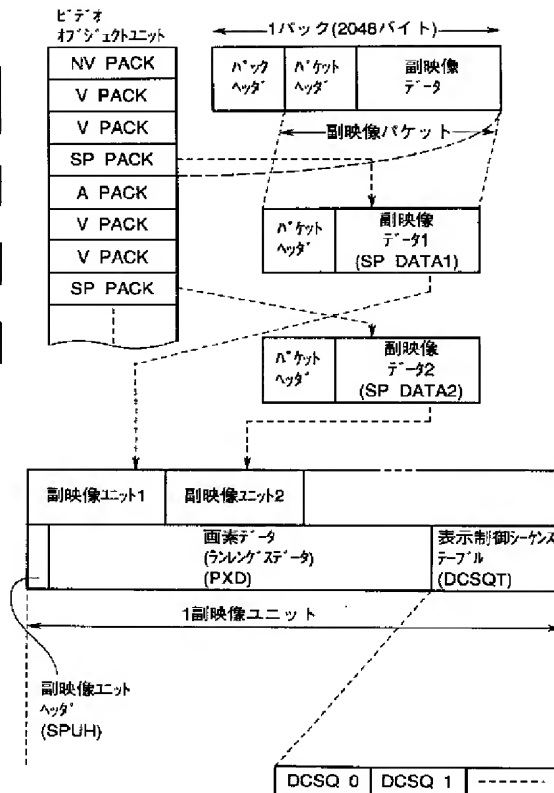 ビデオ
オブジェクトユニット
NV PACK
V PACK
V PACK
SP PACK
A PACK
V PACK
V PACK
SP PACK
1パック(2048バイト)
パック
ヘッダ
パケット
ヘッダ
副映像
データ
副映像パケット
パケット
ヘッダ
副映像
データ1
(SP DATA1)
パケット
ヘッダ
副映像
データ2
(SP DATA2)
副映像ユニット1
副映像ユニット2
画素データ
(ランレングスデータ)
(PXD)
表示制御シーケンス
テーブル
(DCSQT)
1副映像ユニット
副映像ユニット
ヘッダ
(SPUH)
DCSQ 0
DCSQ 1